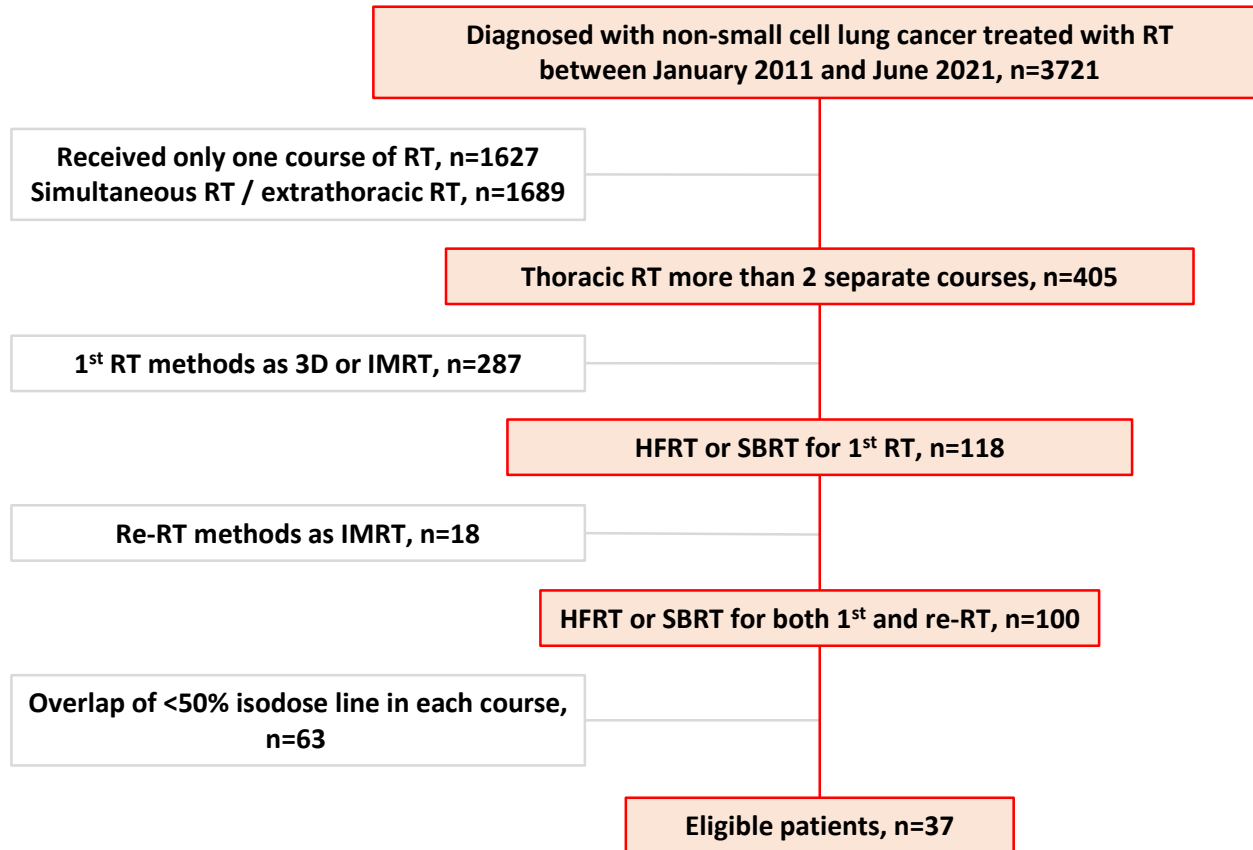 Diagnosed with non-small cell lung cancer treated with RT
between January 2011 and June 2021, n=3721
Received only one course of RT, n=1627
Simultaneous RT / extrathoracic RT, n=1689
Thoracic RT more than 2 separate courses, n=405
1st RT methods as 3D or IMRT, n=287
HFRT or SBRT for 1st RT, n=118
Re-RT methods as IMRT, n=18
HFRT or SBRT for both 1st and re-RT, n=100
Overlap of <50% isodose line in each course,
n=63
Eligible patients, n=37